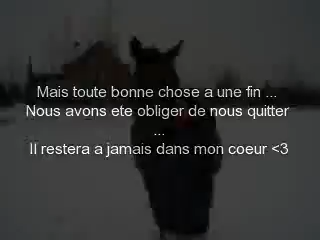 Mais toute bonne chose a une fin ...
Nous avons ete obliger de nous quitter
...
Il restera a jamais dans mon coeur <3